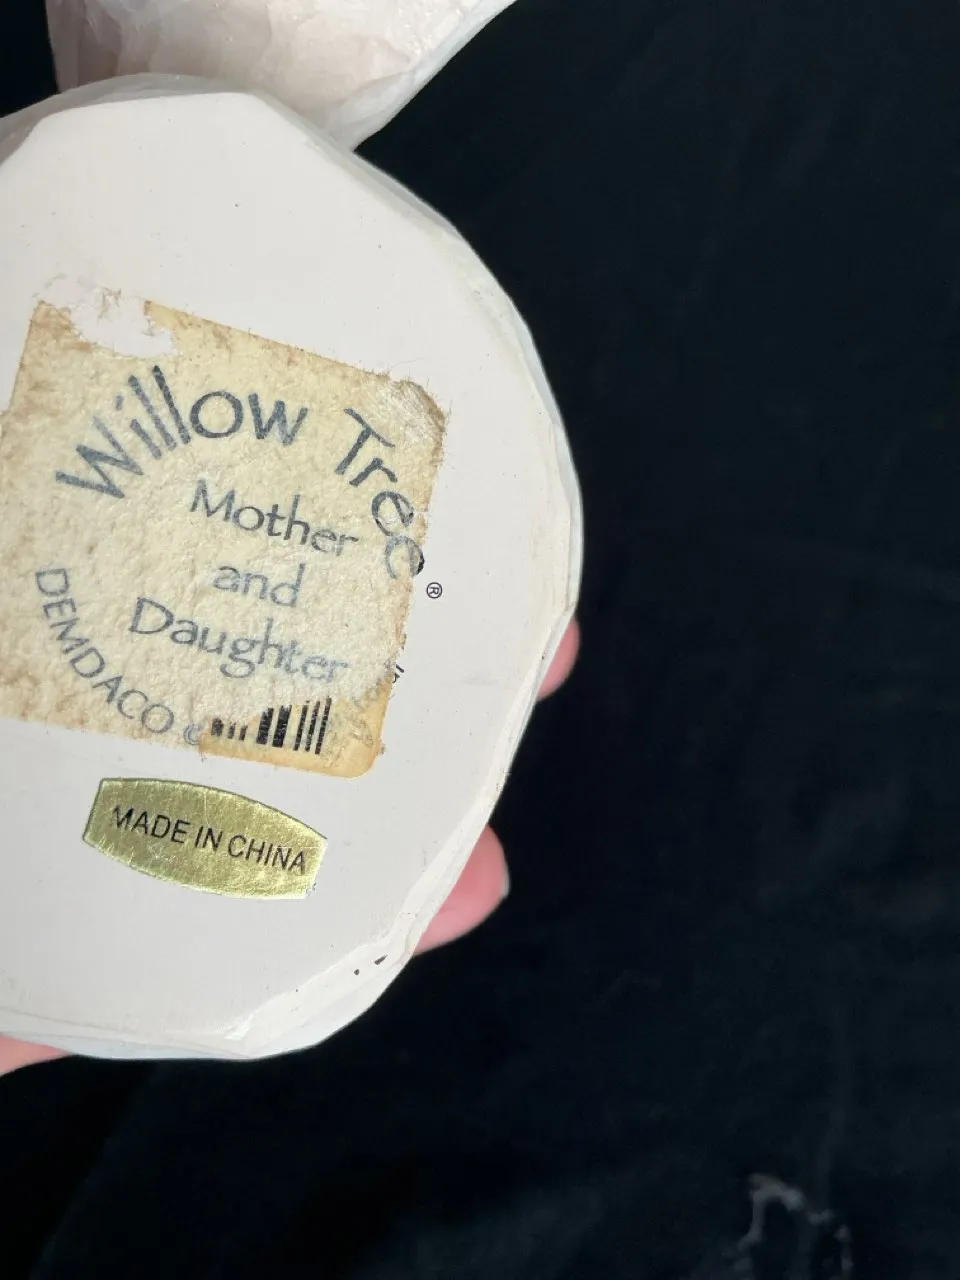 Willow Tree®
Mother
and
Daughter
DEMDACO ©
MADE IN CHINA